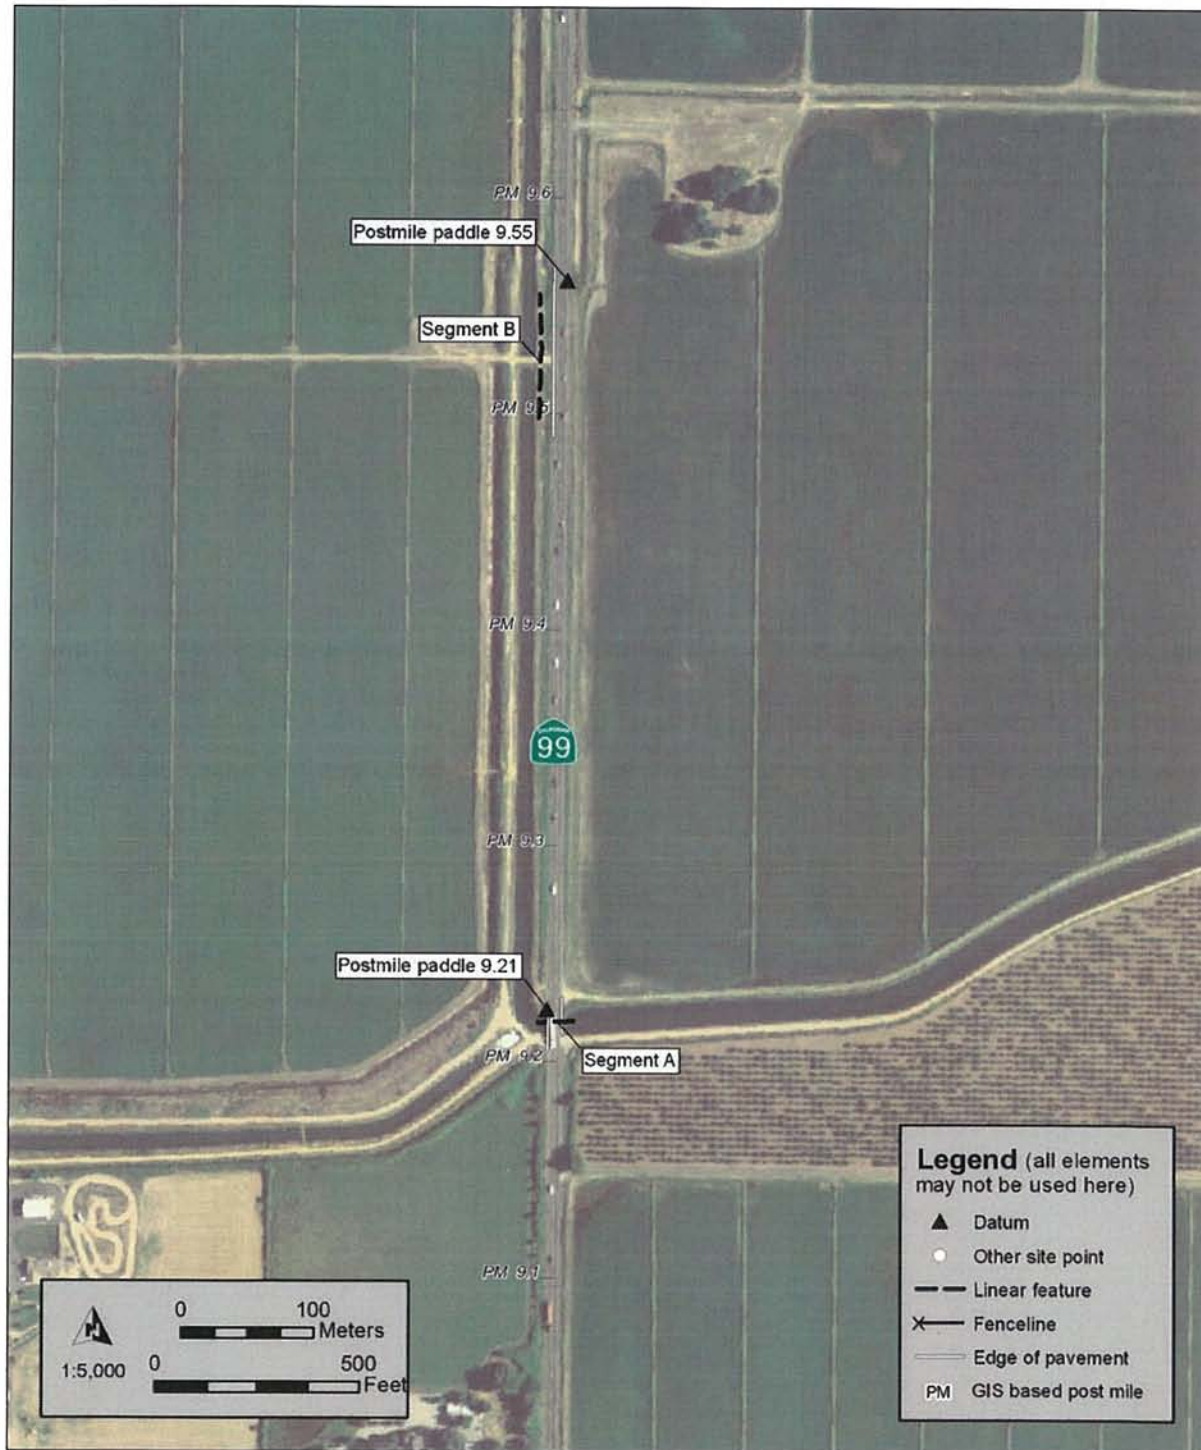 PM 9.6
Postmile paddle 9.55
Segment B
PM 9.5
PM 9.4
CALIFORNIA
99
PM 9.3
Postmile paddle 9.21
PM 9.2
Segment A
PM 9.1
Legend (all elements
may not be used here)
Datum
Other site point
Linear feature
Fenceline
Edge of pavement
PM GIS based post mile
N
1:5,000
0 100
Meters
0 500
Feet